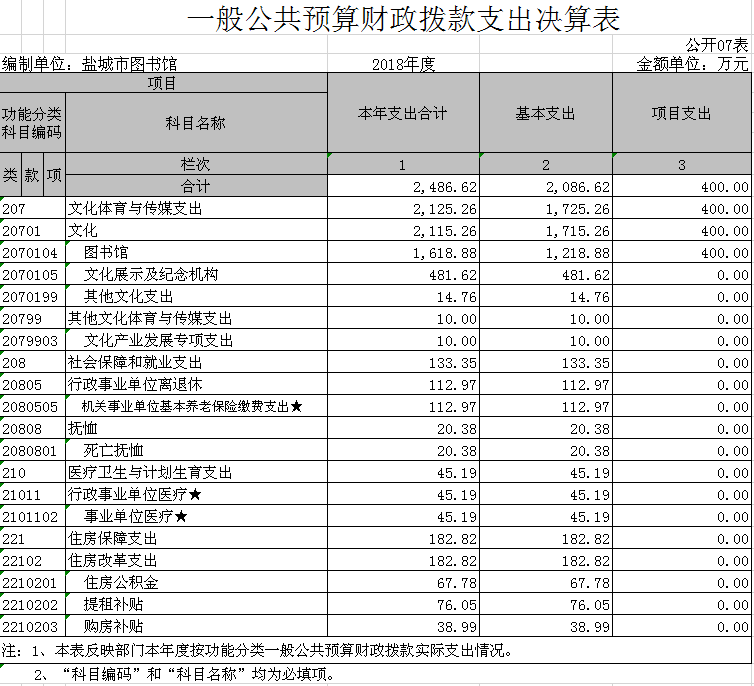 一般公共预算财政拨款支出决算表
公开07表
编制单位：盐城市图书馆 2018年度 金额单位：万元
项目 本年支出合计 基本支出 项目支出
功能分类科目编码 科目名称
类 款 项 栏次 1 2 3
合计 2,486.62 2,086.62 400.00
207 文化体育与传媒支出 2,125.26 1,725.26 400.00
20701 文化 2,115.26 1,715.26 400.00
2070104 图书馆 1,618.88 1,218.88 400.00
2070105 文化展示及纪念机构 481.62 481.62 0.00
2070199 其他文化支出 14.76 14.76 0.00
20799 其他文化体育与传媒支出 10.00 10.00 0.00
2079903 文化产业发展专项支出 10.00 10.00 0.00
208 社会保障和就业支出 133.35 133.35 0.00
20805 行政事业单位离退休 112.97 112.97 0.00
2080505 机关事业单位基本养老保险缴费支出★ 112.97 112.97 0.00
20808 抚恤 20.38 20.38 0.00
2080801 死亡抚恤 20.38 20.38 0.00
210 医疗卫生与计划生育支出 45.19 45.19 0.00
21011 行政事业单位医疗★ 45.19 45.19 0.00
2101102 事业单位医疗★ 45.19 45.19 0.00
221 住房保障支出 182.82 182.82 0.00
22102 住房改革支出 182.82 182.82 0.00
2210201 住房公积金 67.78 67.78 0.00
2210202 提租补贴 76.05 76.05 0.00
2210203 购房补贴 38.99 38.99 0.00
注：1、本表反映部门本年度按功能分类一般公共预算财政拨款实际支出情况。
2、“科目编码”和“科目名称”均为必填项。